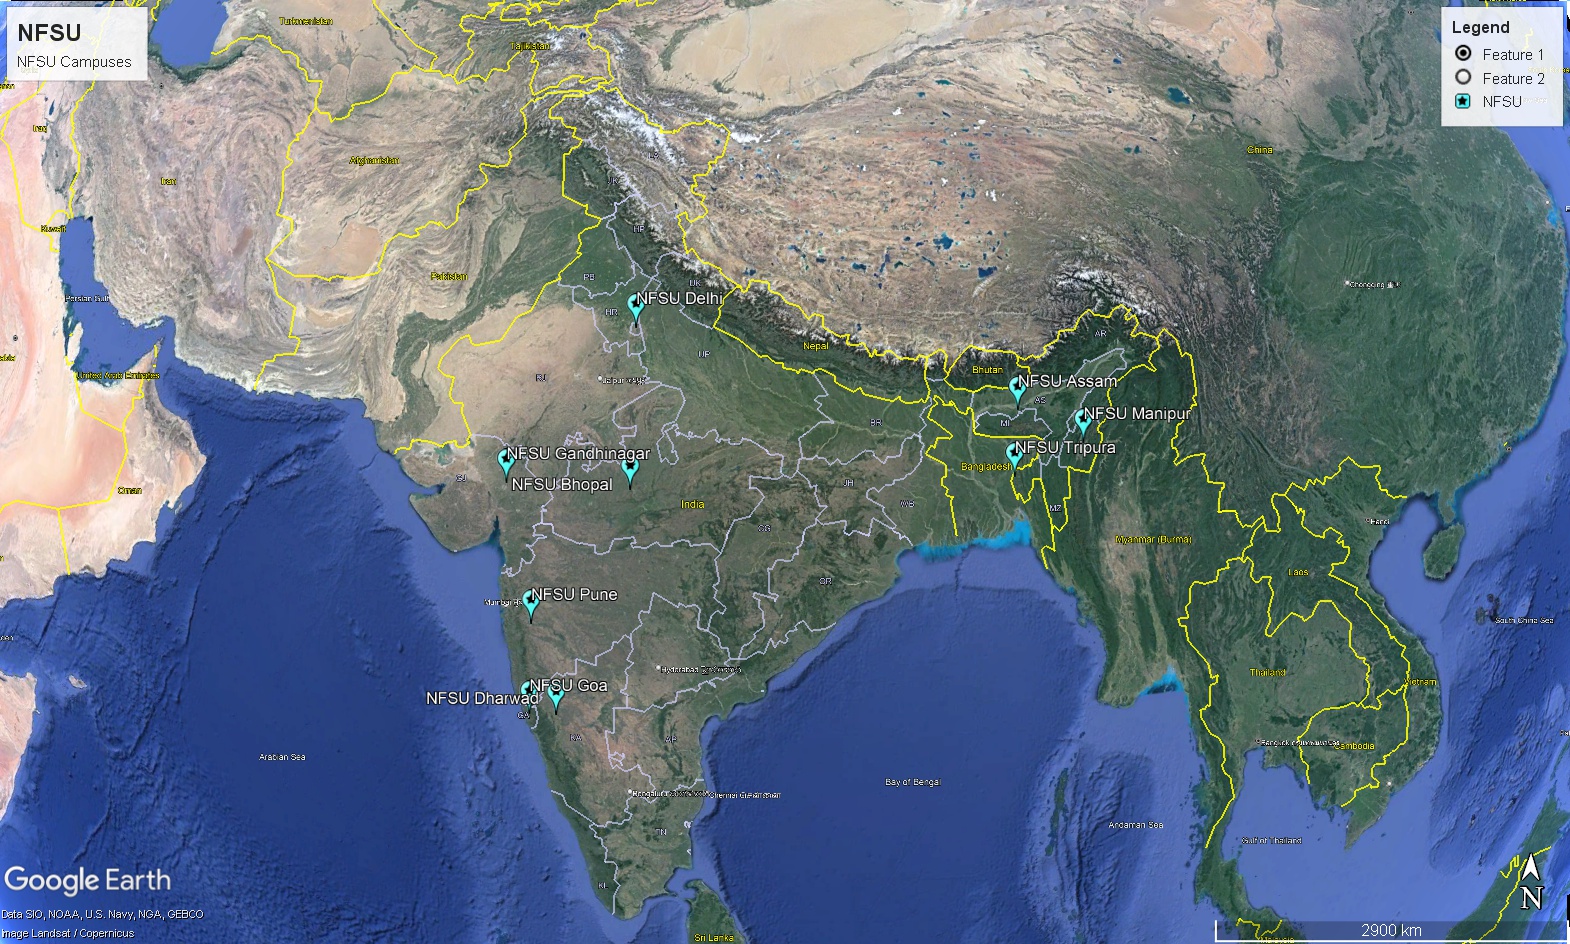 NFSU
NFSU Campuses
Legend
Feature 1
Feature 2
NFSU
Turkmenistan
Tajikistan
Iraq
Afghanistan
China
Iran
LA
Kuwait
HP
Pakistan
PB
UK
Chongqing
Persian Gulf
NFSU Delhi
HR
AR
Nepal
UP
Bhutan
United Arab Emirates
RJ
Jaipur
NFSU Assam
AS
NFSU Manipur
BR
NFSU Tripura
NFSU Gandhinagar
Bangladesh
GJ
NFSU Bhopal
JH
Oman
India
WB
MZ
Hanoi
CG
Myanmar (Burma)
Laos
OR
NFSU Pune
Mumbai
South China Sea
Hyderabad
Thailand
NFSU Goa
Vietnam
NFSU Dharwad
GA
KA
AP
Bangkok
Cambodia
Arabian Sea
Bay of Bengal
Bengaluru
Chennai
Andaman Sea
TN
Gulf of Thailand
Google Earth
KL
N
Data SIO, NOAA, U.S. Navy, NGA, GEBCO
Image Landsat / Copernicus
Sri Lanka
Malaysia
2900 km